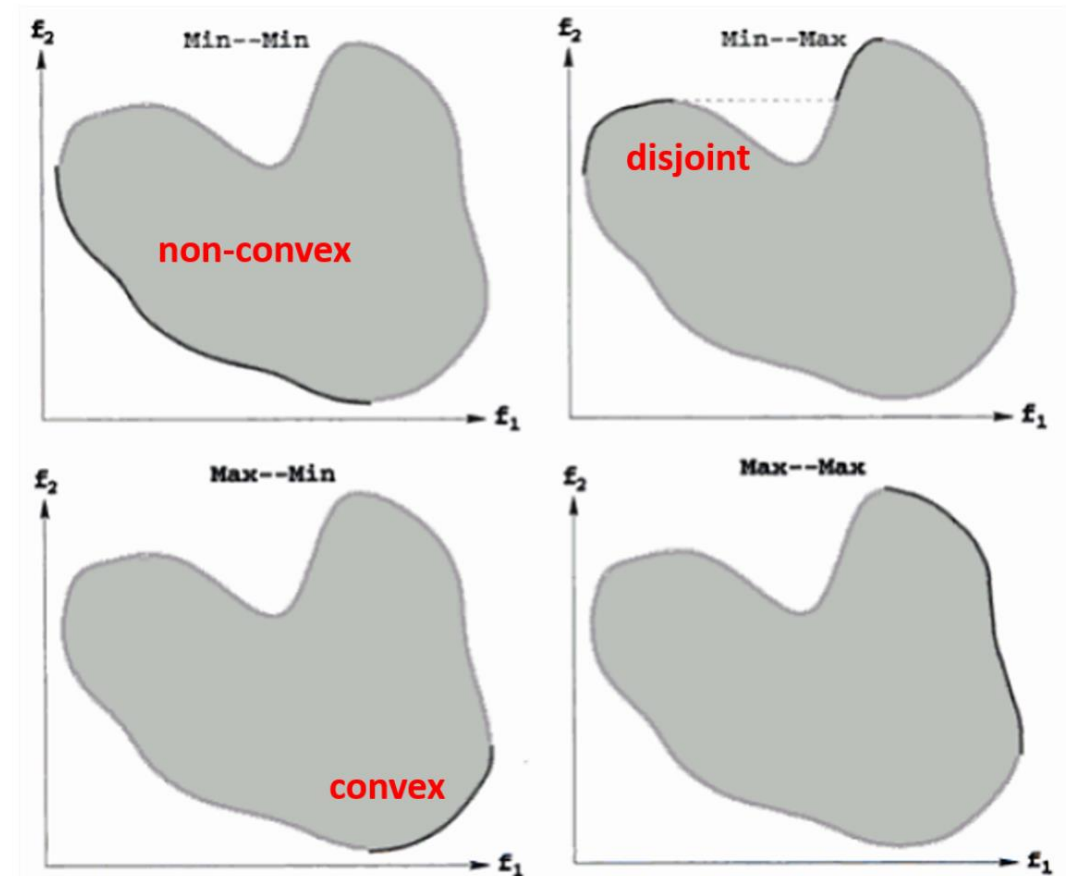 f₂
Min--Min
non-convex
f₁
f₂
Min--Max
disjoint
f₁
f₂
Max--Min
convex
f₁
f₂
Max--Max
f₁